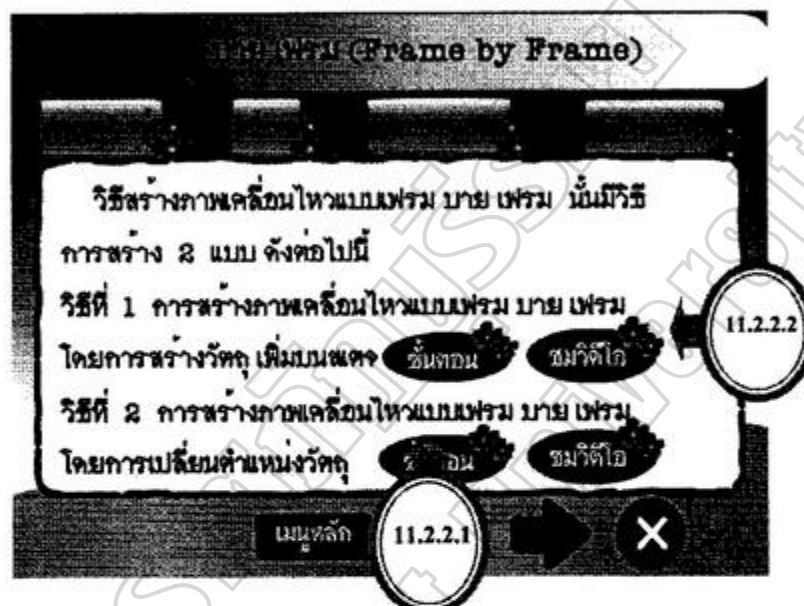 เฟรม (Frame by Frame)
วิธีสร้างภาพเคลื่อนไหวแบบเฟรม บาย เฟรม นั้นมีวิธี
การสร้าง 2 แบบ ดังต่อไปนี้
วิธีที่ 1 การสร้างภาพเคลื่อนไหวแบบเฟรม บาย เฟรม
โดยการสร้างวัตถุ เพิ่มบนสเตจ ขั้นตอน ชมวิดีโอ
11.2.2.2
วิธีที่ 2 การสร้างภาพเคลื่อนไหวแบบเฟรม บาย เฟรม
โดยการเปลี่ยนตำแหน่งวัตถุ ชมวิดีโอ
เมนูหลัก 11.2.2.1